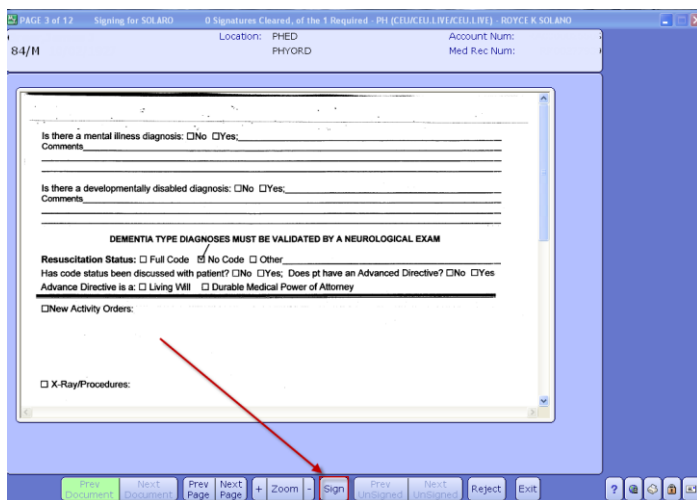 PAGE 3 of 12 Signing for SOLARO 0 Signatures Cleared, of the 1 Required - PH (CEU/CEU.LIVE/CEU.LIVE) - ROYCE K SOLANO
Location: PHED Account Num:
84/M PHYORD Med Rec Num:
Is there a mental illness diagnosis: ☐No ☐Yes;
Comments
Is there a developmentally disabled diagnosis: ☐No ☐Yes;
Comments
DEMENTIA TYPE DIAGNOSES MUST BE VALIDATED BY A NEUROLOGICAL EXAM
Resuscitation Status: ☐ Full Code ☑ No Code ☐ Other
Has code status been discussed with patient? ☐No ☐Yes; Does pt have an Advanced Directive? ☐No ☐Yes
Advance Directive is a: ☐ Living Will ☐ Durable Medical Power of Attorney
☐New Activity Orders:
☐ X-Ray/Procedures:
Prev Document Next Document Prev Page Next Page + Zoom - Sign Prev UnSigned Next UnSigned Reject Exit ?